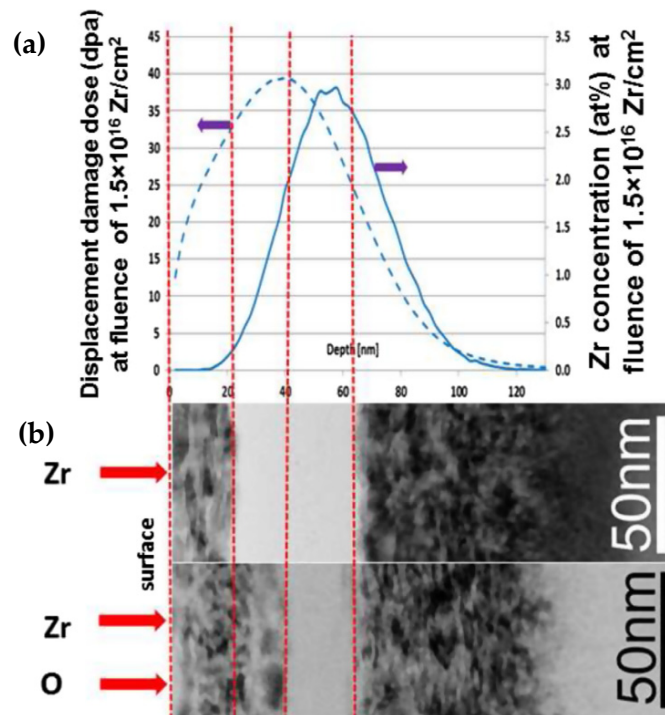 (a)
Displacement damage dose (dpa)
at fluence of 1.5×10¹⁶ Zr/cm²
45
40
35
30
25
20
15
10
5
0
3.5
3.0
2.5
2.0
1.5
1.0
0.5
0.0
Zr concentration (at%) at
fluence of 1.5×10¹⁶ Zr/cm²
Depth [nm]
0 20 40 60 80 100 120
(b)
Zr
50nm
surface
Zr
O
50nm